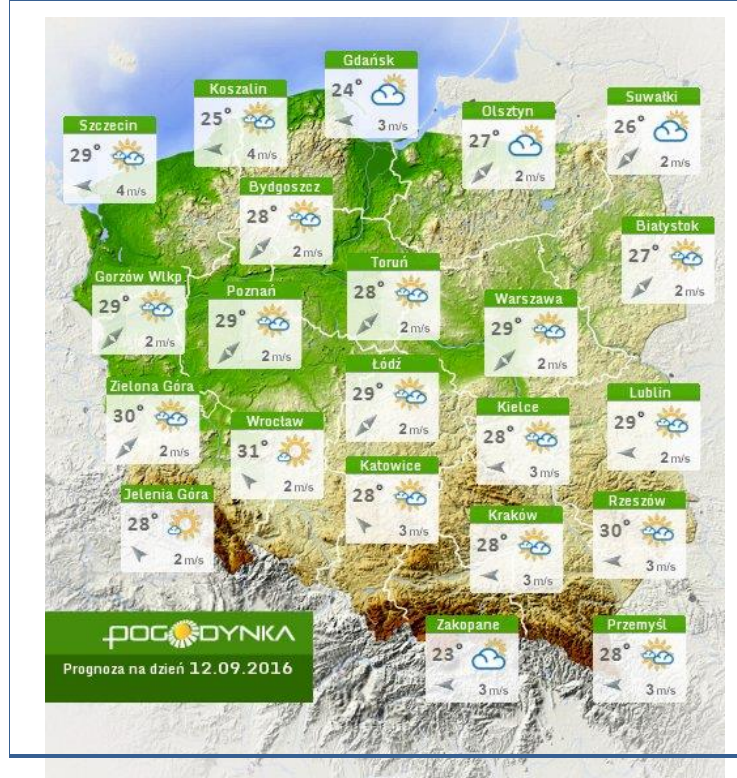 Gdańsk
24°
3 m/s
Koszalin
25°
4 m/s
Szczecin
29°
4 m/s
Olsztyn
27°
2 m/s
Suwałki
26°
2 m/s
Bydgoszcz
28°
2 m/s
Białystok
27°
2 m/s
Gorzów Wlkp
29°
2 m/s
Poznań
29°
2 m/s
Toruń
28°
2 m/s
Warszawa
29°
2 m/s
Zielona Góra
30°
2 m/s
Łódź
29°
2 m/s
Wrocław
31°
2 m/s
Kielce
28°
3 m/s
Lublin
29°
2 m/s
Katowice
28°
3 m/s
Jelenia Góra
28°
2 m/s
Kraków
28°
3 m/s
Rzeszów
30°
3 m/s
Zakopane
23°
3 m/s
Przemyśl
28°
3 m/s
POGODYNKA
Prognoza na dzień 12.09.2016